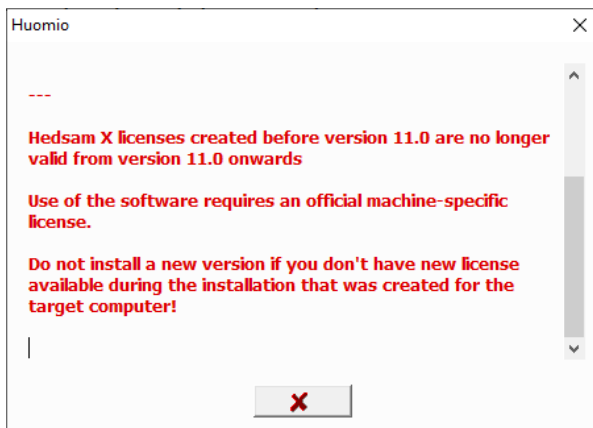 Huomio
---
Hedsam X licenses created before version 11.0 are no longer
valid from version 11.0 onwards
Use of the software requires an official machine-specific
license.
Do not install a new version if you don't have new license
available during the installation that was created for the
target computer!